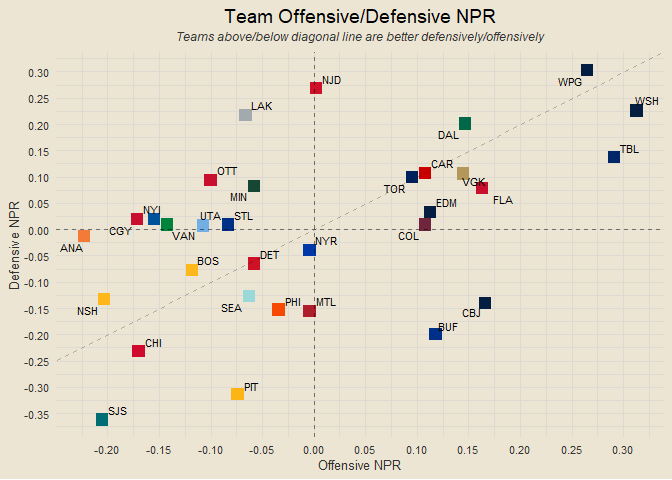 Team Offensive/Defensive NPR
Teams above/below diagonal line are better defensively/offensively
Defensive NPR
0.30
0.25
0.20
0.15
0.10
0.05
0.00
-0.05
-0.10
-0.15
-0.20
-0.25
-0.30
-0.35
WPG
NJD
WSH
LAK
DAL
TBL
CAR
OTT
VGK
MIN
TOR
FLA
EDM
NYI
UTA
STL
CGY
VAN
COL
NYR
ANA
DET
BOS
NSH
SEA
PHI
MTL
CBJ
BUF
CHI
PIT
SJS
-0.20
-0.15
-0.10
-0.05
0.00
0.05
0.10
0.15
0.20
0.25
0.30
Offensive NPR